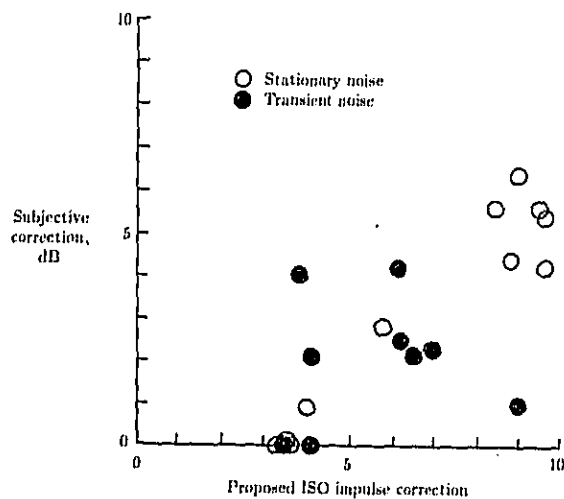 10
Stationary noise
Transient noise
Subjective
correction,
dB
5
0
0
5
10
Proposed ISO impulse correction